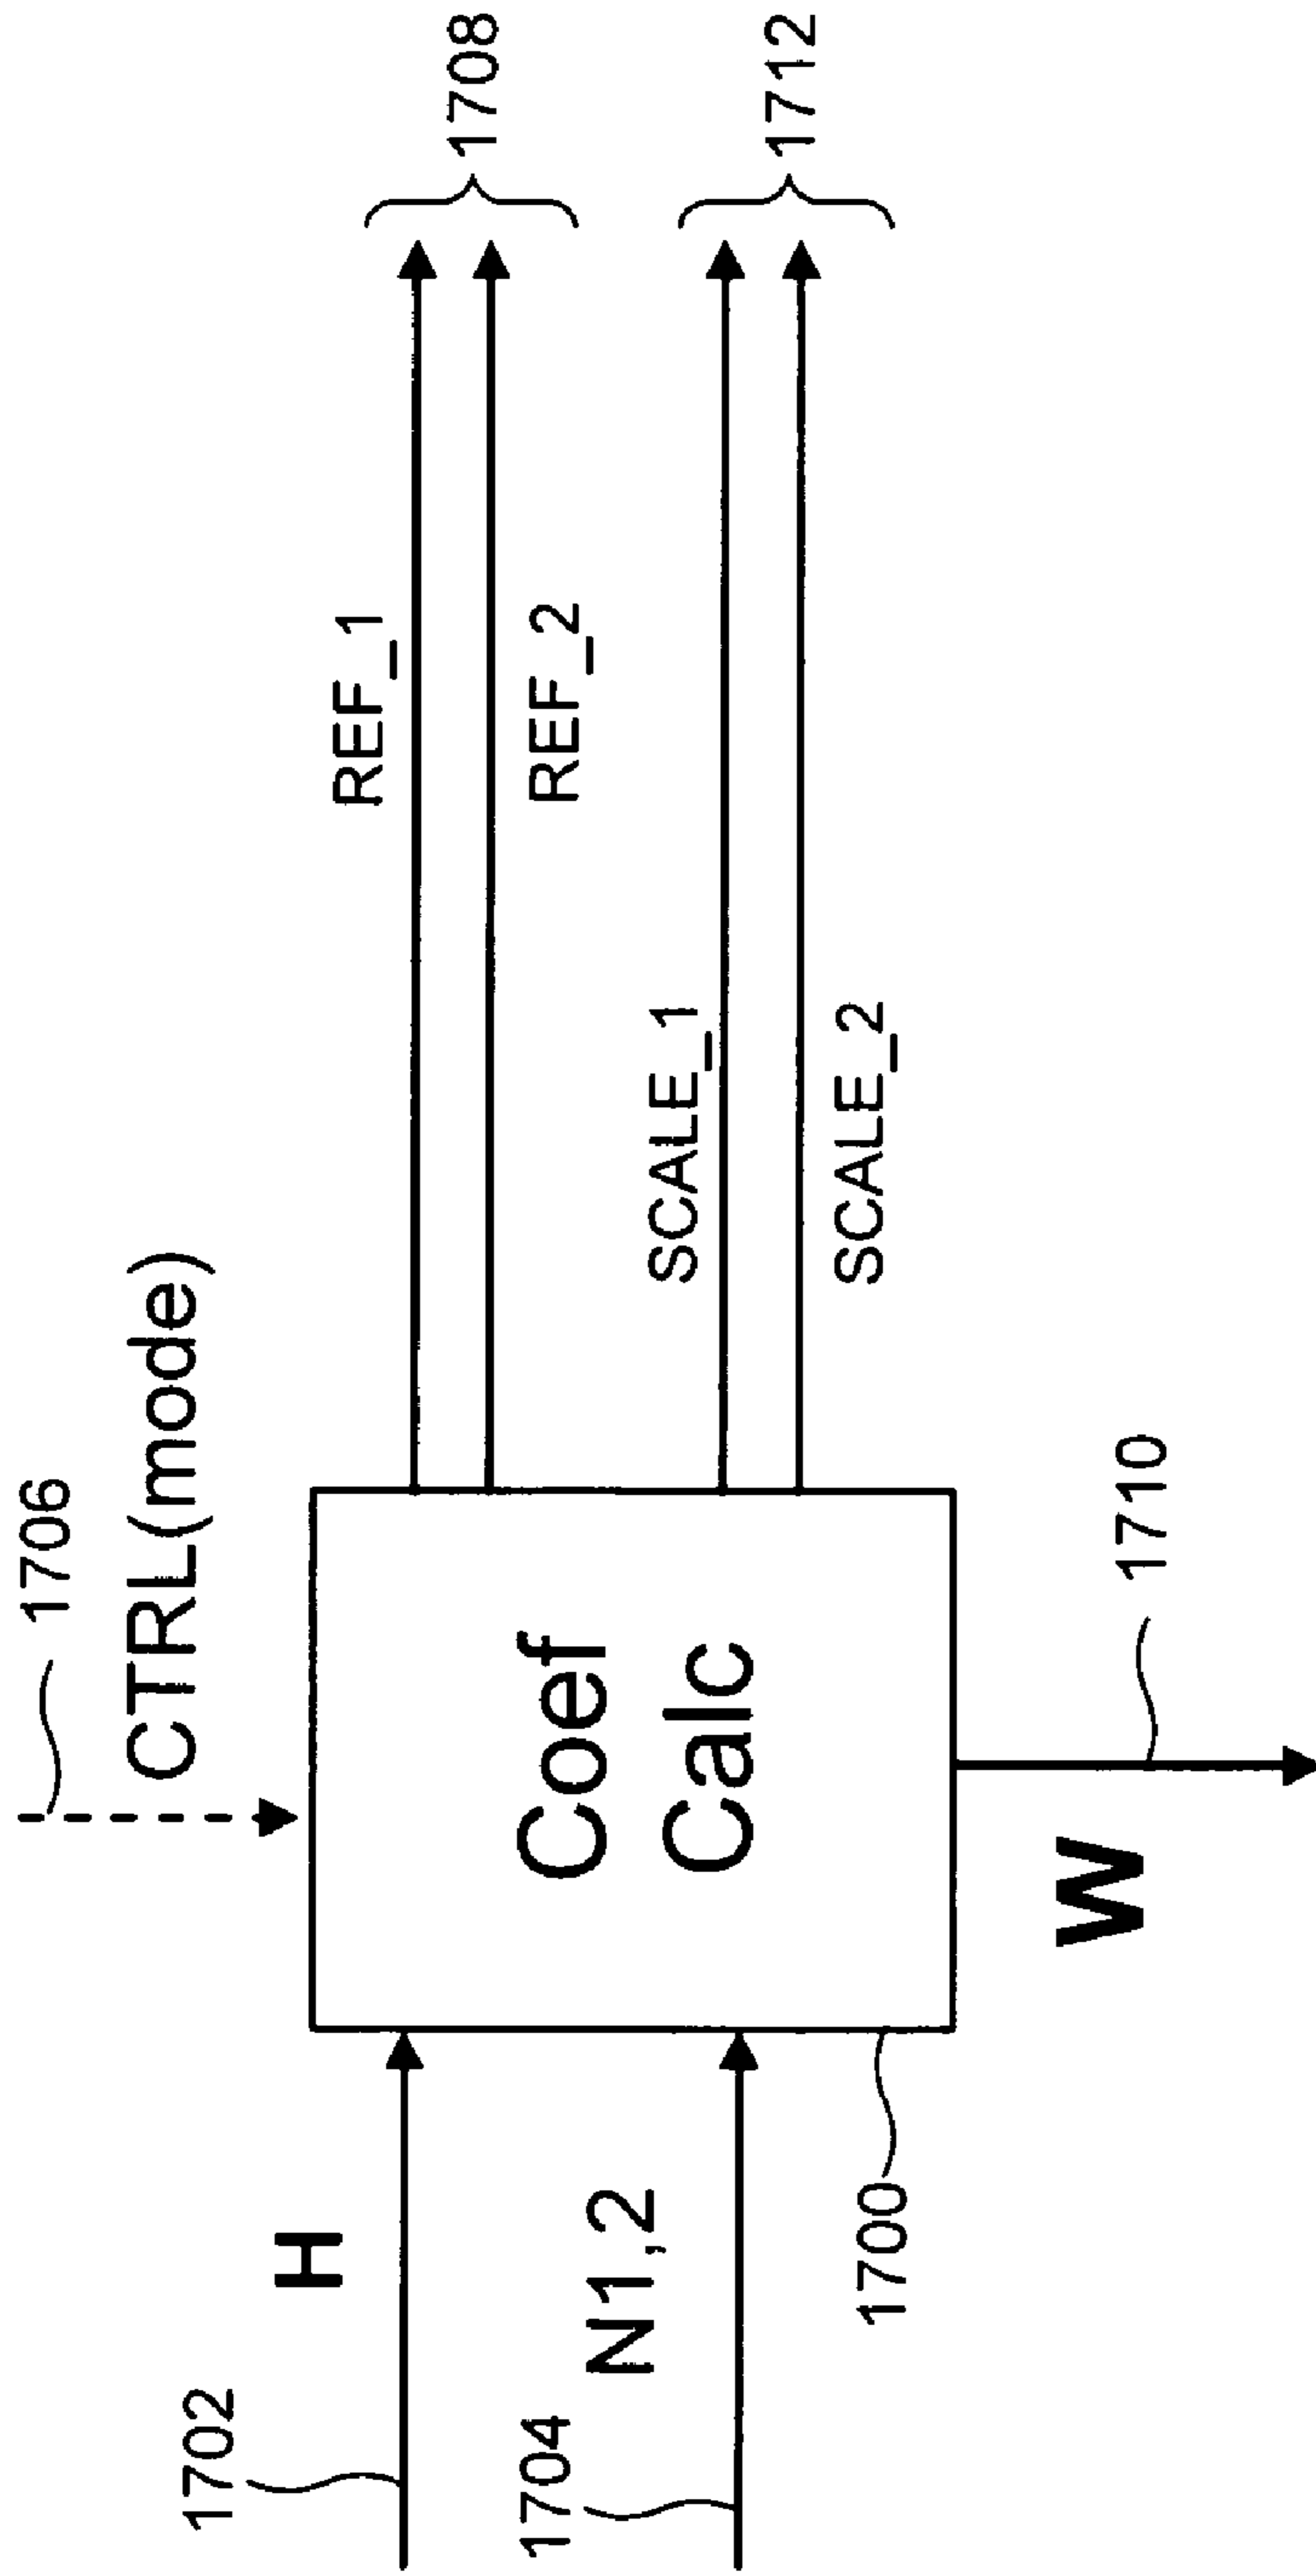 1706
CTRL(mode)
1702
H
REF_1
1708
REF_2
Coef
Calc
1704
N1,2
SCALE_1
1712
SCALE_2
1700
W
1710